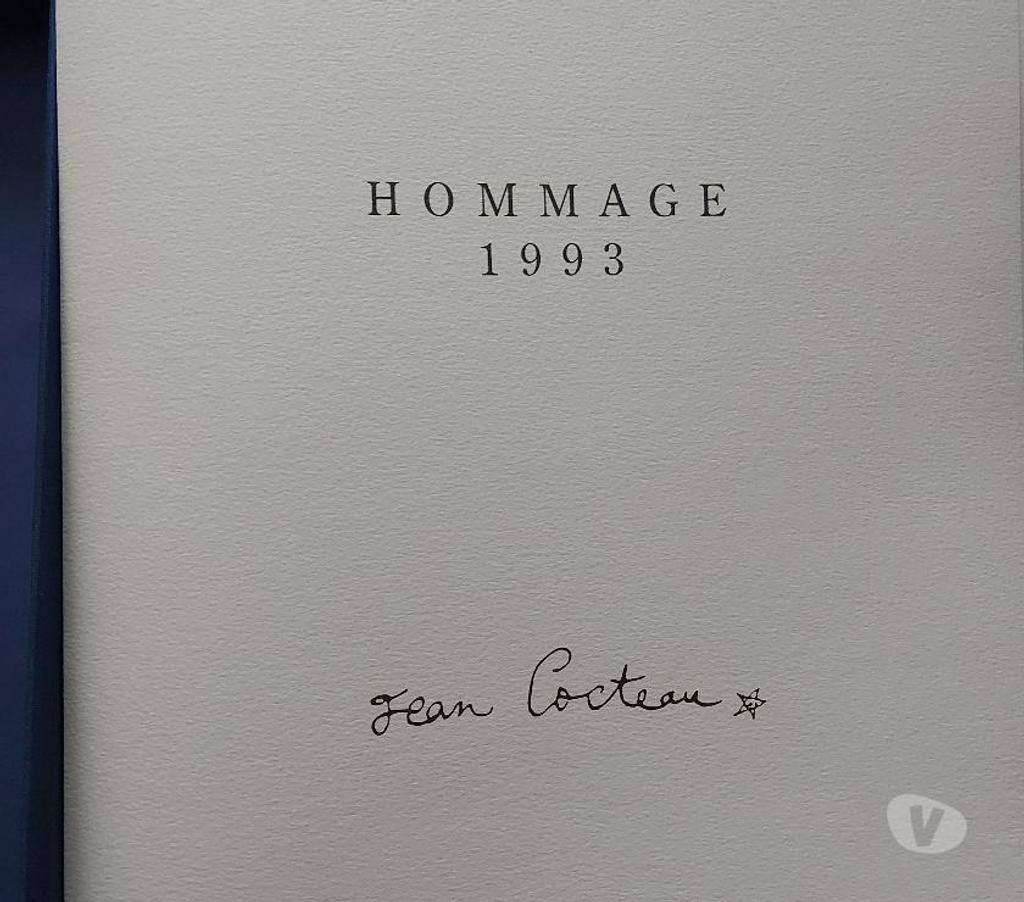 HOMMAGE
1993
Jean Cocteau
V